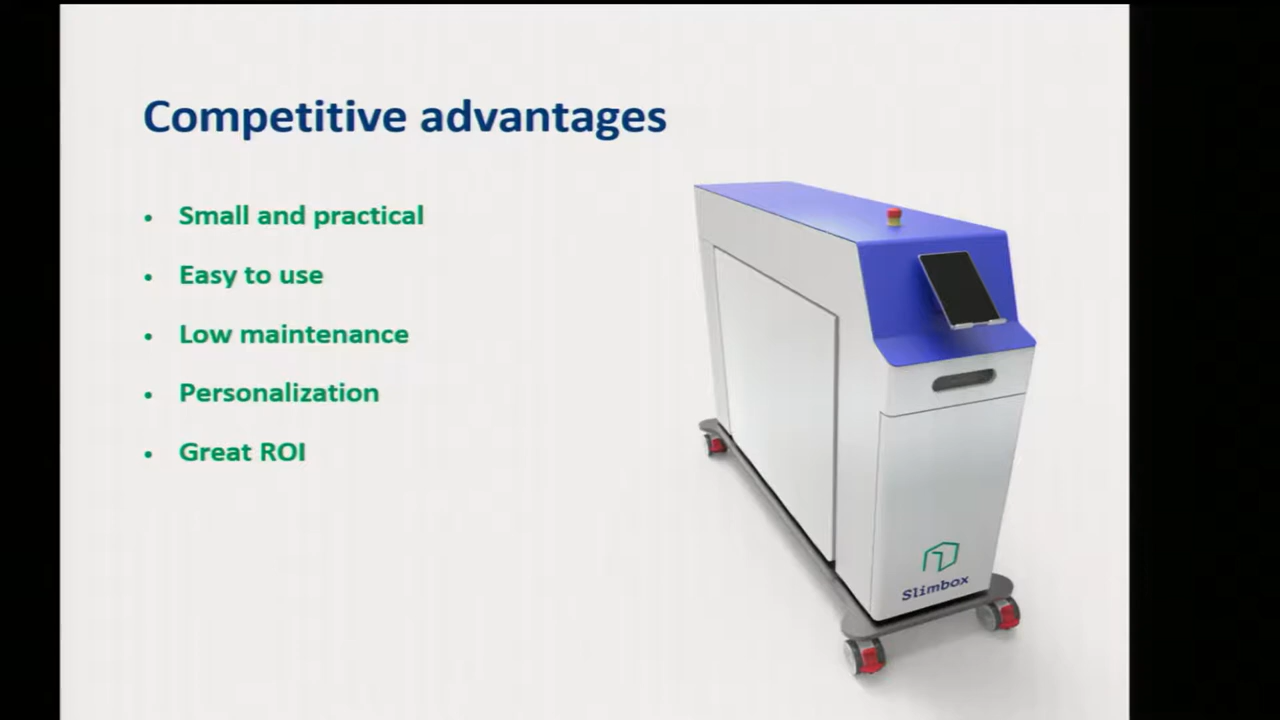 Competitive advantages
• Small and practical
• Easy to use
• Low maintenance
• Personalization
• Great ROI
Slimbox